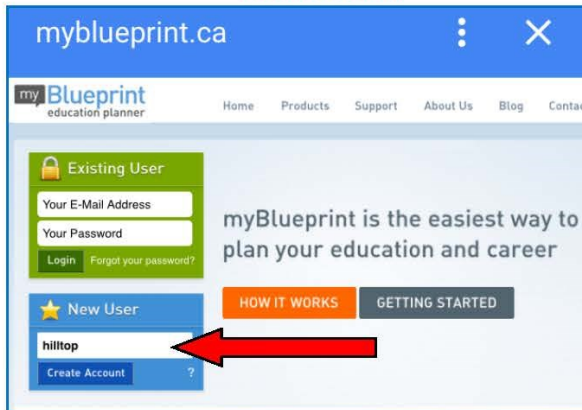 myblueprint.ca
my Blueprint
education planner
Home Products Support About Us Blog Contac
Existing User
Your E-Mail Address
Your Password
Login Forgot your password?
New User
hilltop
Create Account ?
myBlueprint is the easiest way to
plan your education and career
HOW IT WORKS GETTING STARTED